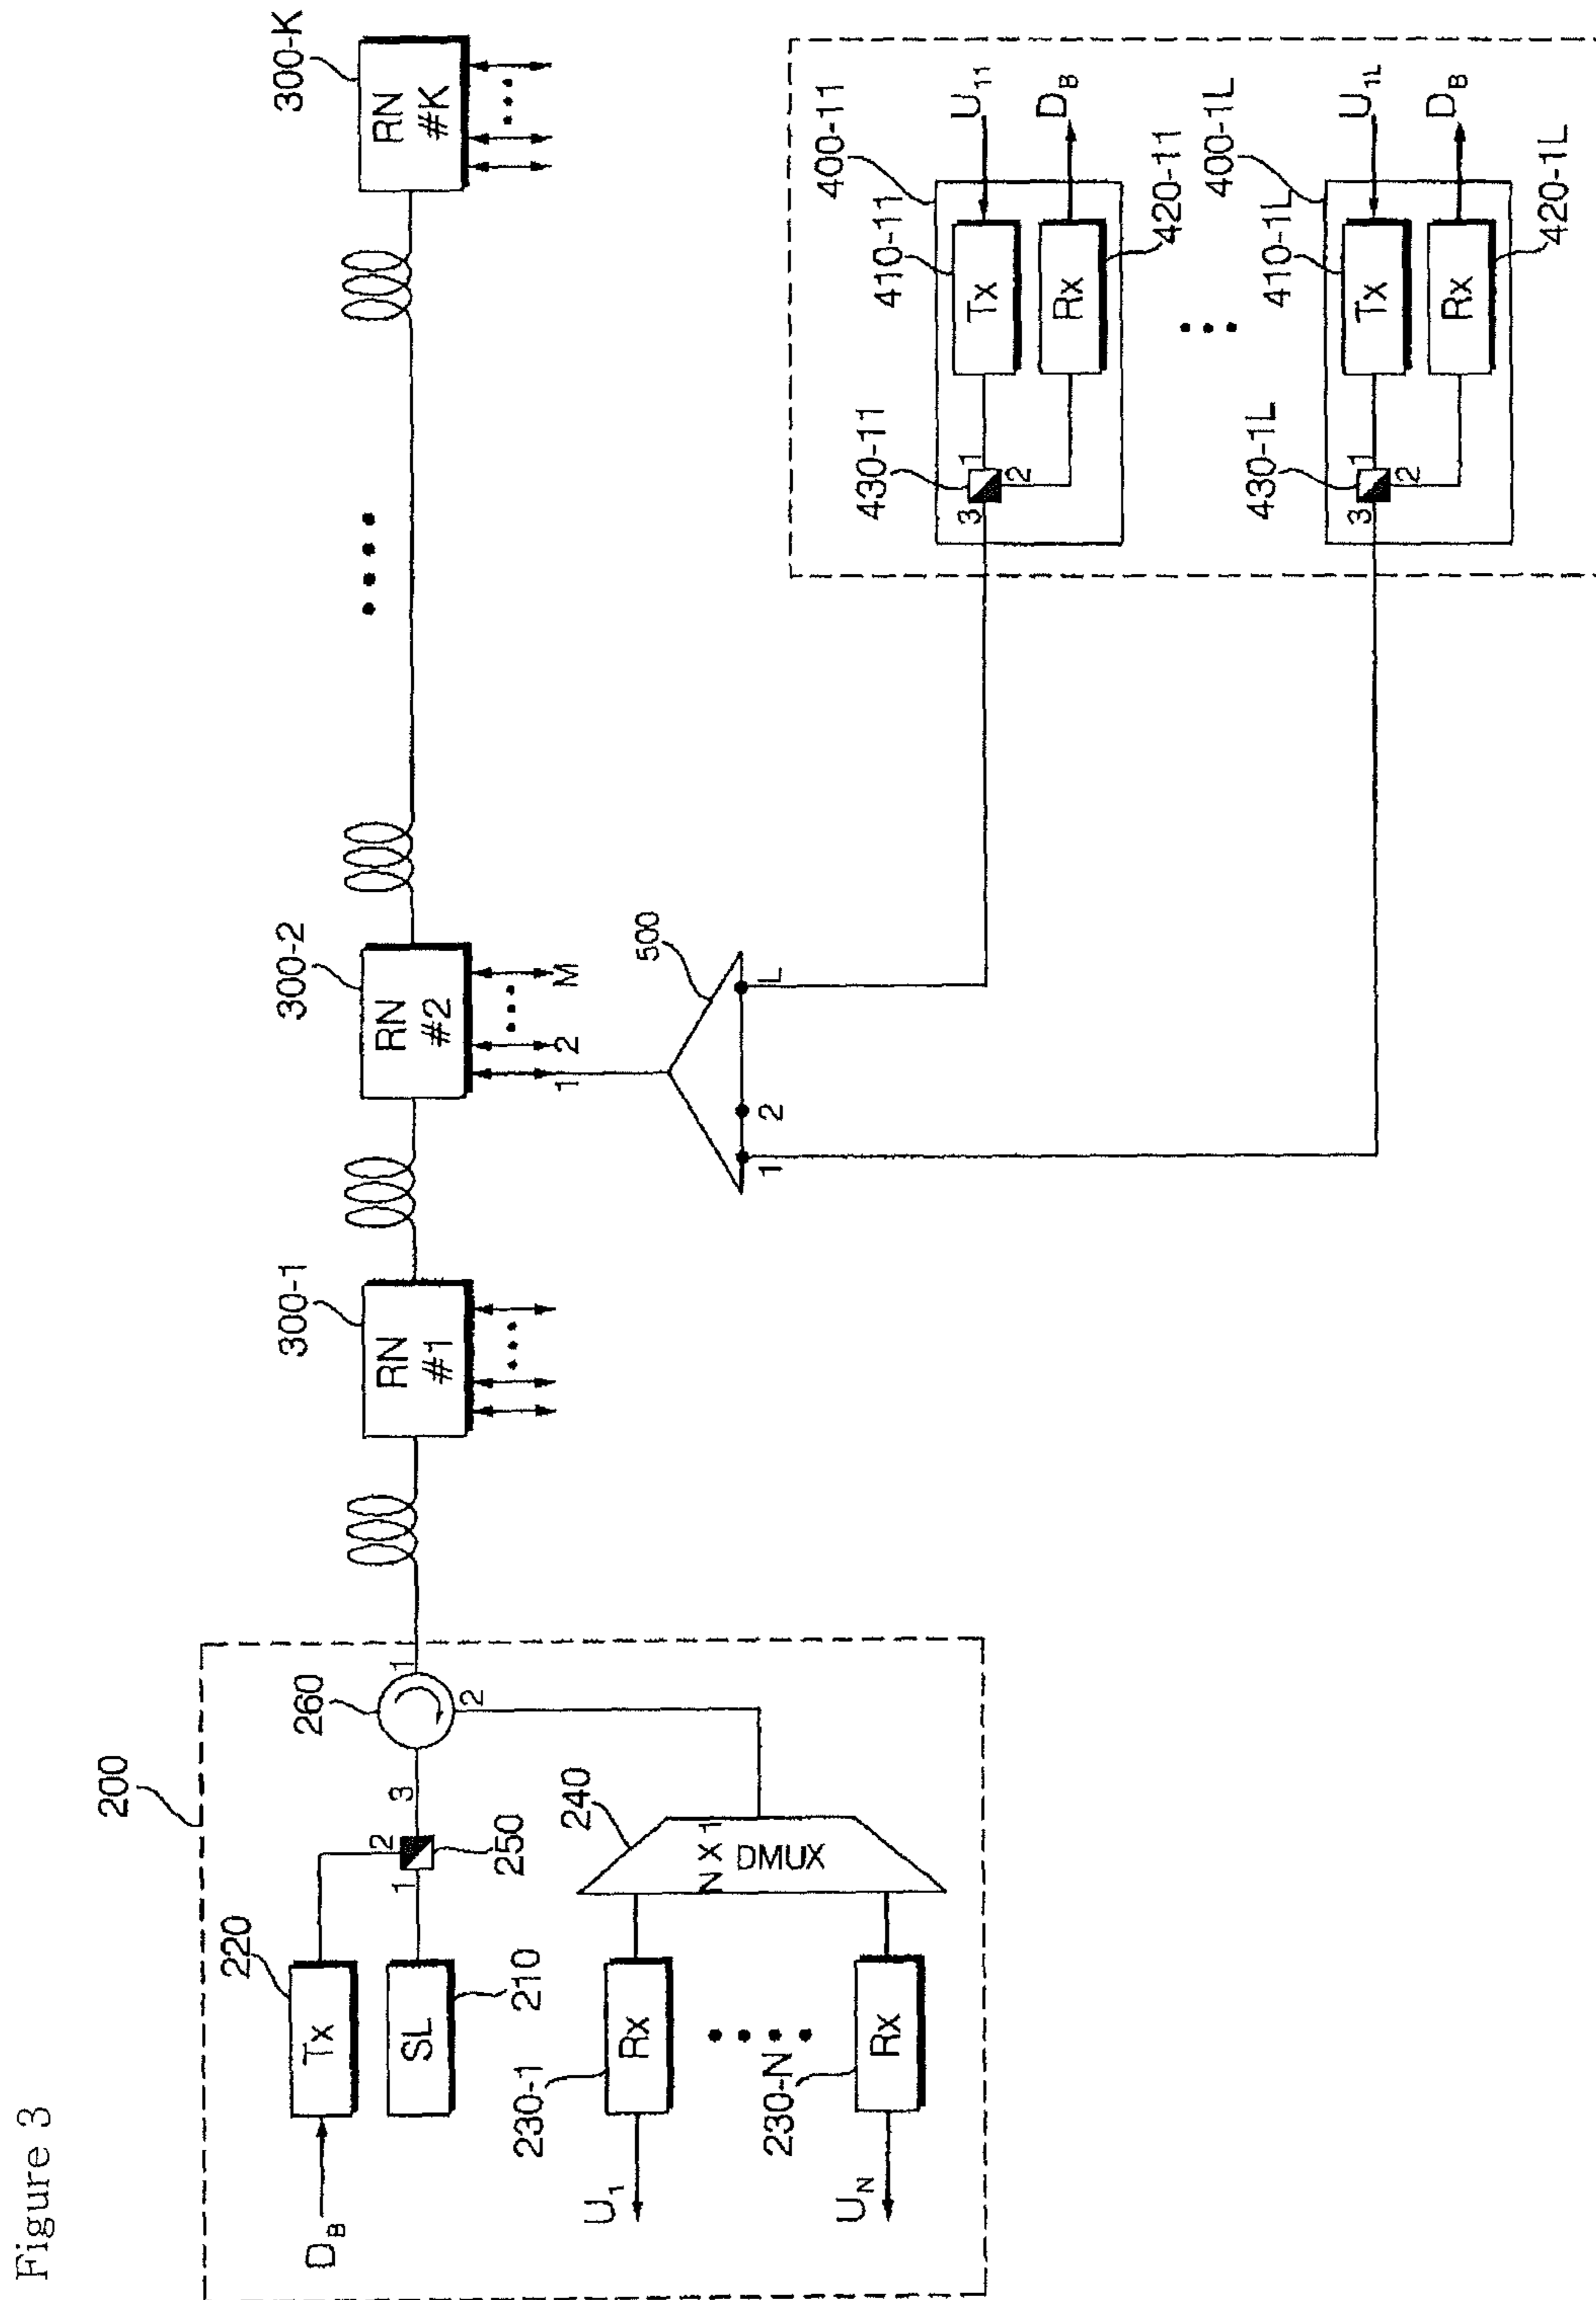 Figure 3
200
D_B
Tx
220
SL
210
1
2
250
3
260
1
2
N X 1
DMUX
240
Rx
230-1
U_1
Rx
230-N
U_N
RN
#1
300-1
RN
#2
300-2
1
2
M
RN
#K
300-K
500
1
2
L
400-11
410-11
Tx
U_11
420-11
Rx
D_B
430-11
1
2
3
400-1L
410-1L
Tx
U_1L
420-1L
Rx
D_B
430-1L
1
2
3